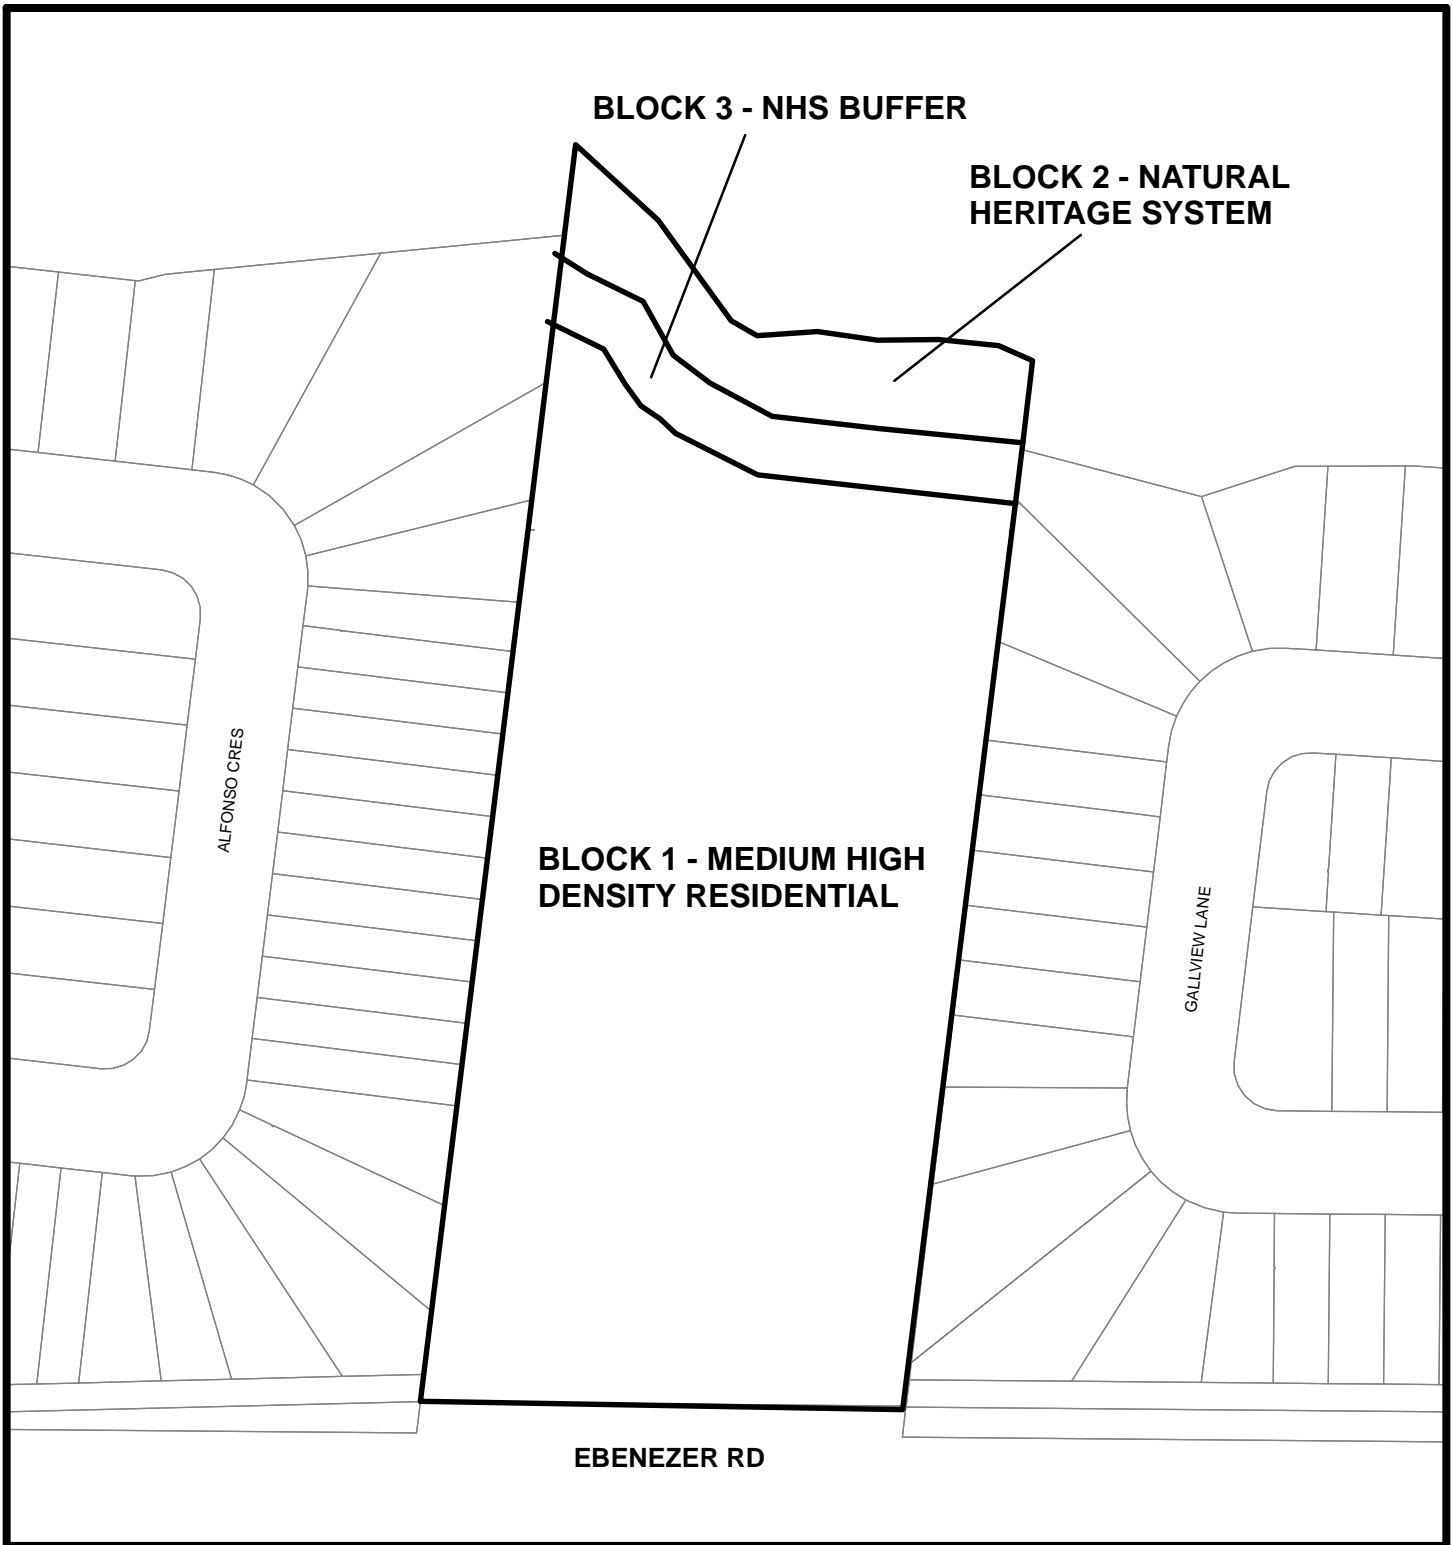 BLOCK 3 - NHS BUFFER
BLOCK 2 - NATURAL
HERITAGE SYSTEM
ALFONSO CRES
BLOCK 1 - MEDIUM HIGH
DENSITY RESIDENTIAL
GALLVIEW LANE
EBENEZER RD